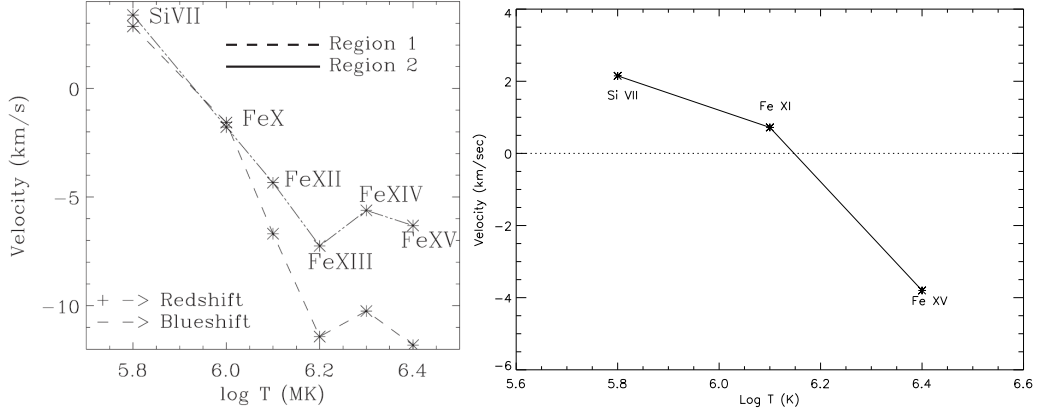 SiVII
Region 1
Region 2
FeX
FeXII
FeXIV
FeXV
FeXIII
+ -> Redshift
- -> Blueshift
0
-5
-10
Velocity (km/s)
5.8 6.0 6.2 6.4
log T (MK)
4
2
0
-2
-4
-6
Velocity (km/sec)
Si VII
Fe XI
Fe XV
5.6 5.8 6.0 6.2 6.4 6.6
Log T (K)